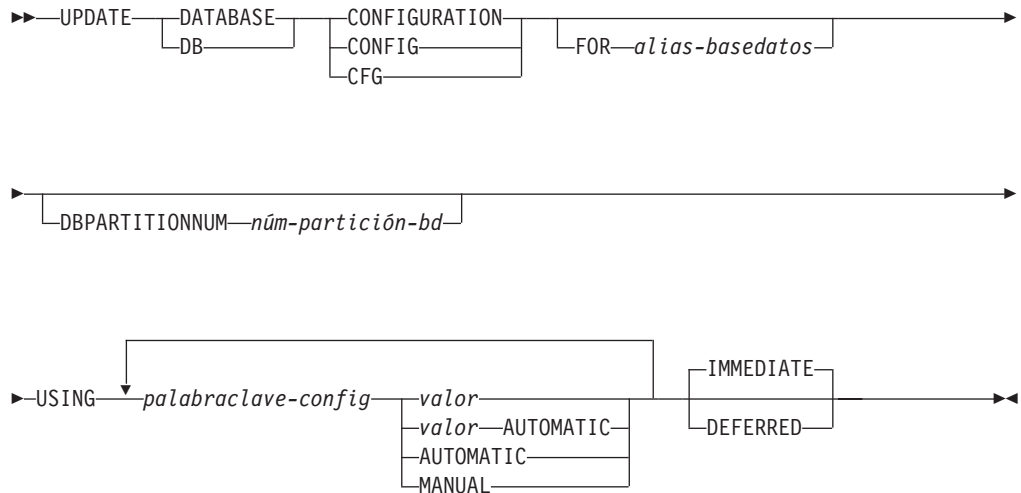 UPDATE DATABASE CONFIGURATION
DB CONFIG FOR alias-basedatos
CFG
DBPARTITIONNUM núm-partición-bd
IMMEDIATE
USING palabraclave-config valor
valor AUTOMATIC DEFERRED
AUTOMATIC
MANUAL